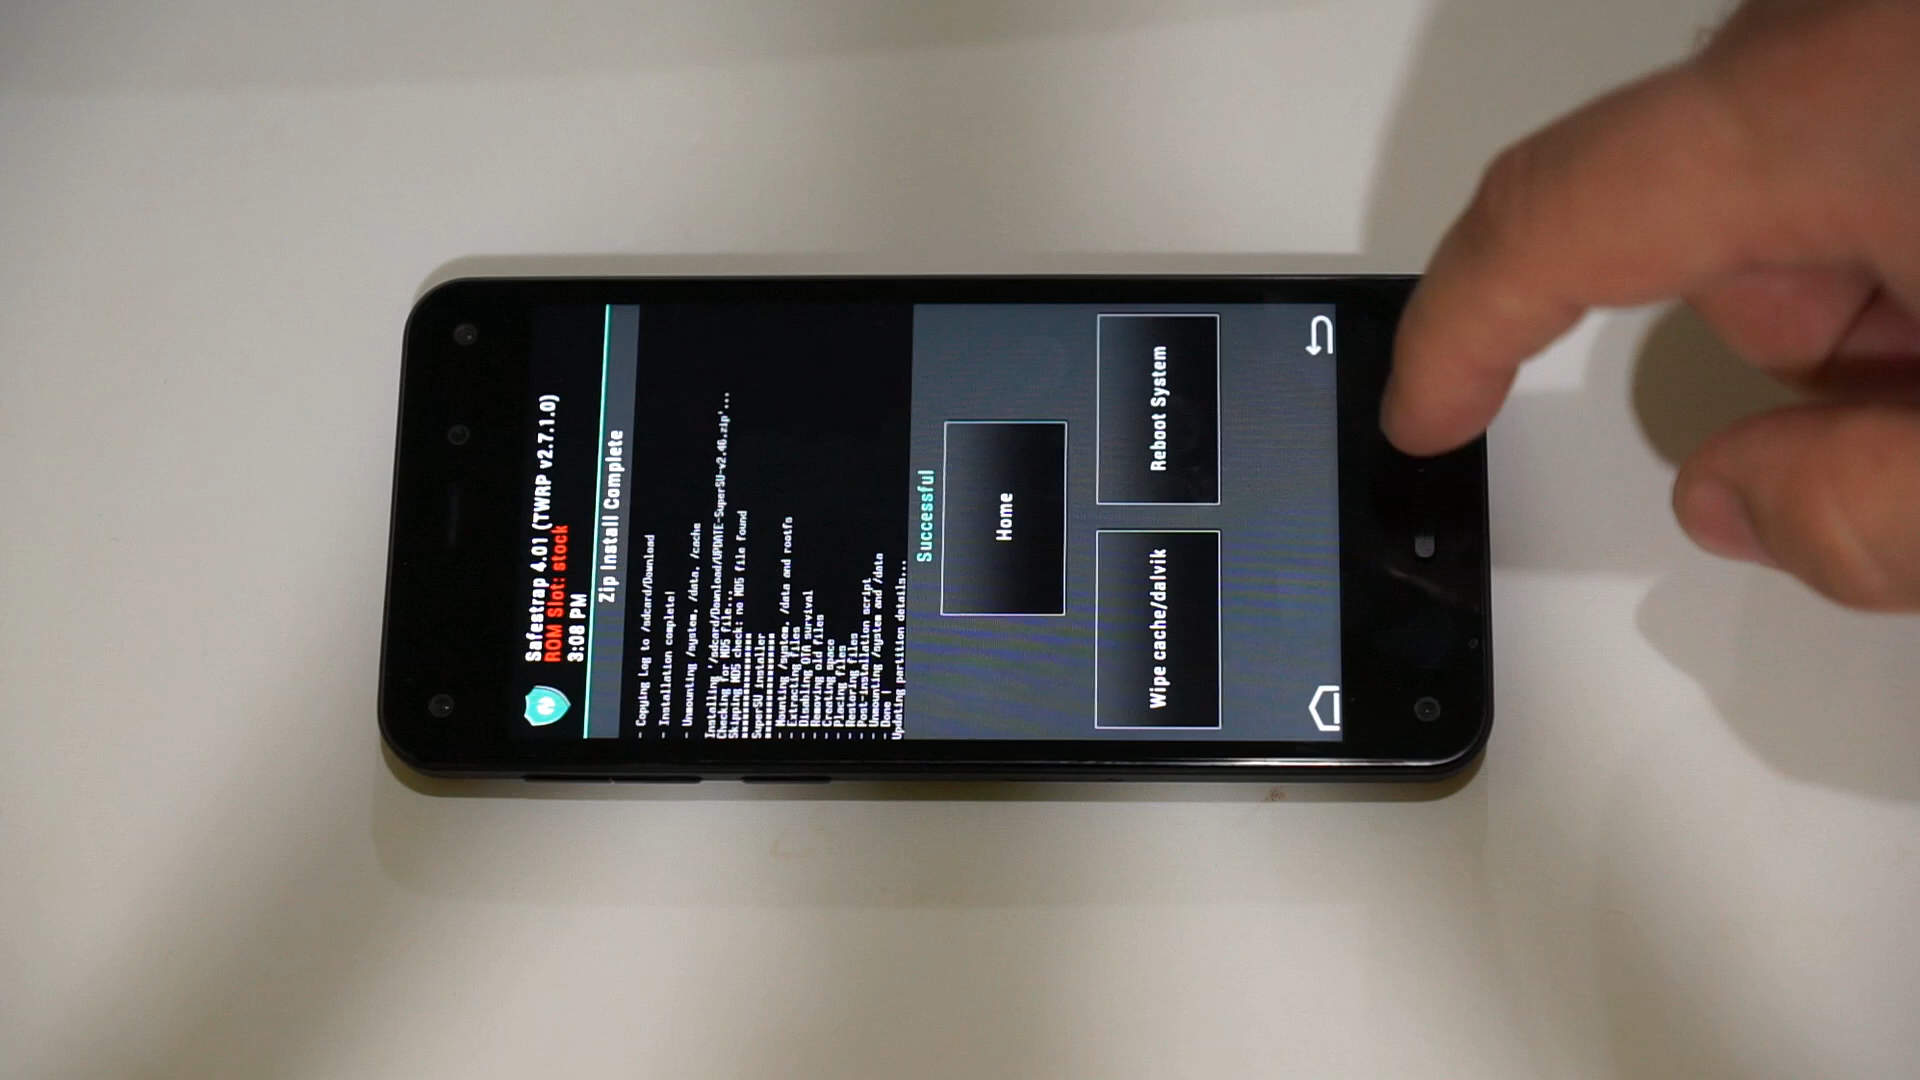 Safestrap 4.01 (TWRP v2.7.1.0)
ROM Slot: stock
3:08 PM
Zip Install Complete
- Copying Log to /sdcard/Download
- Installation complete!
- Unmounting /system, /data, /cache
Installing '/sdcard/Download/UPDATE-SuperSU-v2.46.zip'...
Checking for MD5 file...
Skipping MD5 check: no MD5 file found
*********************
SuperSU installer
*********************
- Mounting /system, /data and rootfs
- Extracting files
- Disabling OTA survival
- Removing old files
- Creating space
- Placing files
- Restoring files
- Post-installation script
- Unmounting /system and /data
- Done !
Updating partition details...
Successful
Home
Wipe cache/dalvik
Reboot System